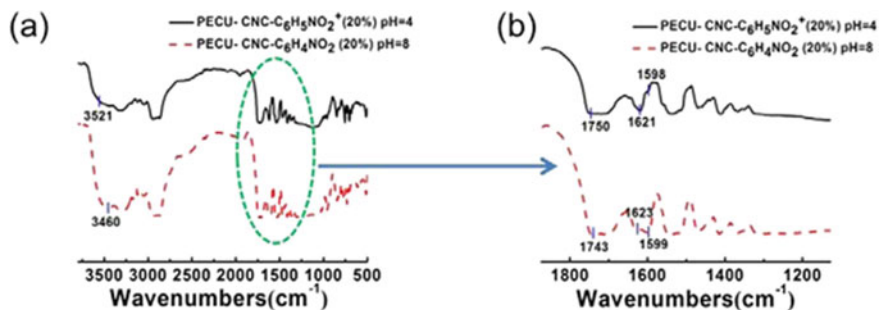 (a)
PECU- CNC-C₆H₅NO₂⁺(20%) pH=4
PECU- CNC-C₆H₄NO₂ (20%) pH=8
3521
3460
3500 3000 2500 2000 1500 1000 500
Wavenumbers(cm⁻¹)
(b)
PECU- CNC-C₆H₅NO₂⁺(20%) pH=4
PECU- CNC-C₆H₄NO₂ (20%) pH=8
1598
1750
1621
1623
1743
1599
1800 1600 1400 1200
Wavenumbers(cm⁻¹)